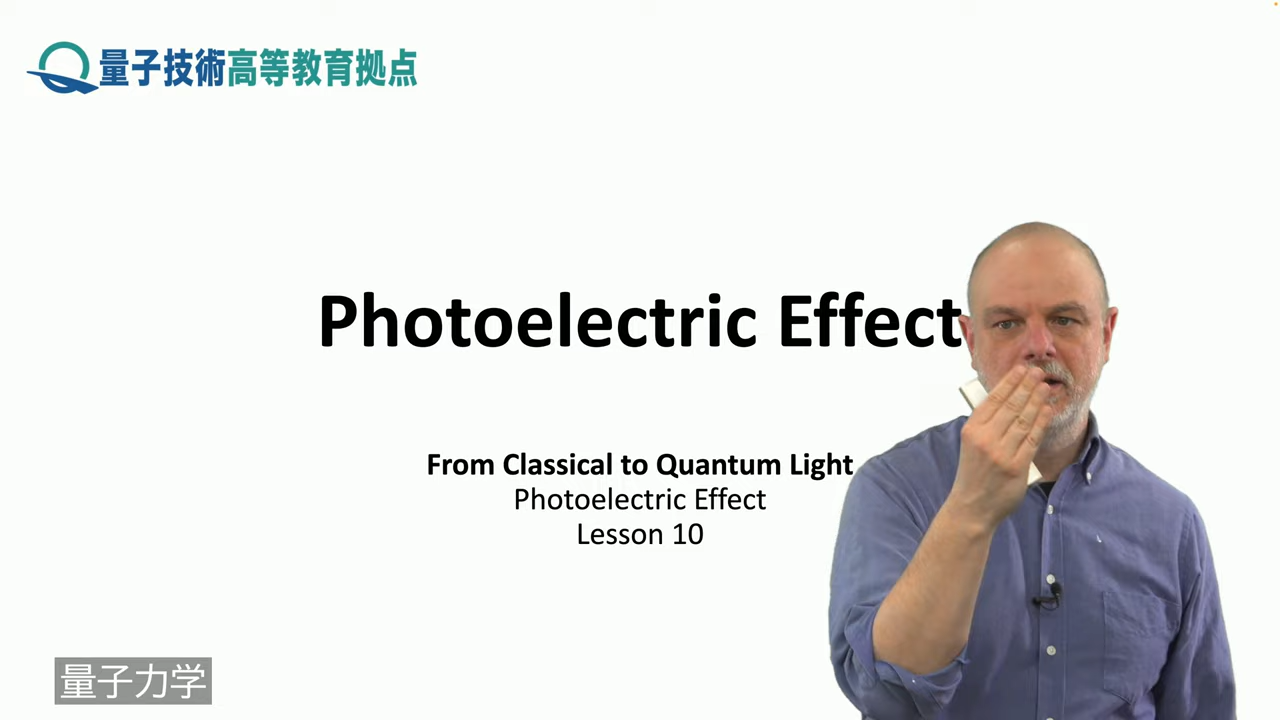 量子技術高等教育拠点
Photoelectric Effect
From Classical to Quantum Light
Photoelectric Effect
Lesson 10
量子力学